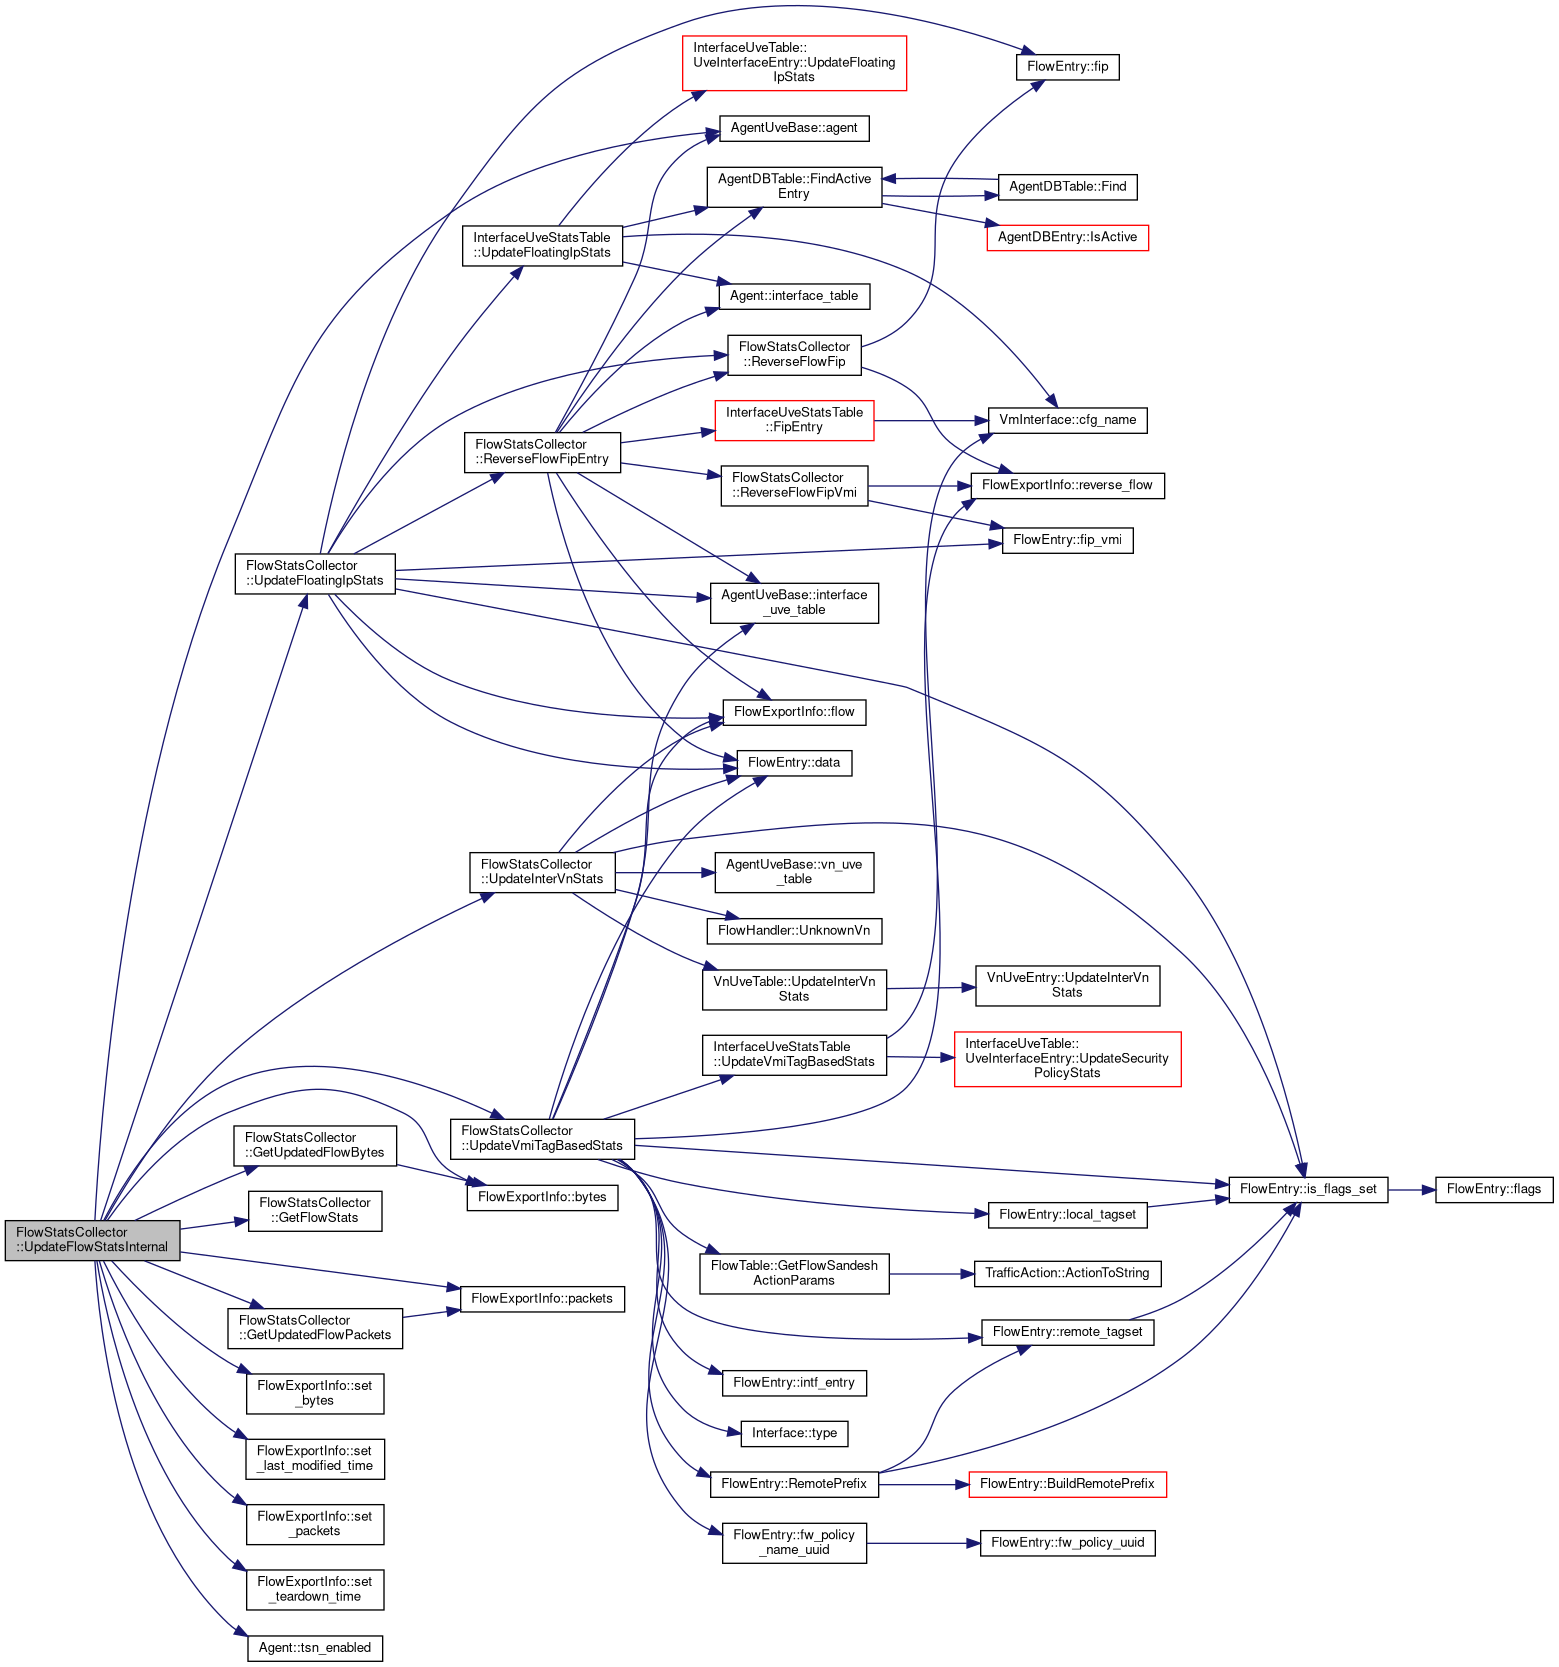 InterfaceUveTable::
UveInterfaceEntry::UpdateFloating
IpStats
FlowEntry::fip
AgentUveBase::agent
AgentDBTable::FindActive
Entry
AgentDBTable::Find
AgentDBEntry::IsActive
InterfaceUveStatsTable
::UpdateFloatingIpStats
Agent::interface_table
FlowStatsCollector
::ReverseFlowFip
InterfaceUveStatsTable
::FipEntry
VmInterface::cfg_name
FlowStatsCollector
::ReverseFlowFipEntry
FlowStatsCollector
::ReverseFlowFipVmi
FlowExportInfo::reverse_flow
FlowEntry::fip_vmi
FlowStatsCollector
::UpdateFloatingIpStats
AgentUveBase::interface
_uve_table
FlowExportInfo::flow
FlowEntry::data
FlowStatsCollector
::UpdateInterVnStats
AgentUveBase::vn_uve
_table
FlowHandler::UnknownVn
VnUveTable::UpdateInterVn
Stats
VnUveEntry::UpdateInterVn
Stats
InterfaceUveStatsTable
::UpdateVmiTagBasedStats
InterfaceUveTable::
UveInterfaceEntry::UpdateSecurity
PolicyStats
FlowStatsCollector
::UpdateVmiTagBasedStats
FlowStatsCollector
::GetUpdatedFlowBytes
FlowExportInfo::bytes
FlowEntry::is_flags_set
FlowEntry::flags
FlowStatsCollector
::GetFlowStats
FlowEntry::local_tagset
FlowStatsCollector
::UpdateFlowStatsInternal
FlowTable::GetFlowSandesh
ActionParams
TrafficAction::ActionToString
FlowExportInfo::packets
FlowStatsCollector
::GetUpdatedFlowPackets
FlowEntry::remote_tagset
FlowExportInfo::set
_bytes
FlowEntry::intf_entry
Interface::type
FlowExportInfo::set
_last_modified_time
FlowEntry::RemotePrefix
FlowEntry::BuildRemotePrefix
FlowExportInfo::set
_packets
FlowEntry::fw_policy
_name_uuid
FlowEntry::fw_policy_uuid
FlowExportInfo::set
_teardown_time
Agent::tsn_enabled